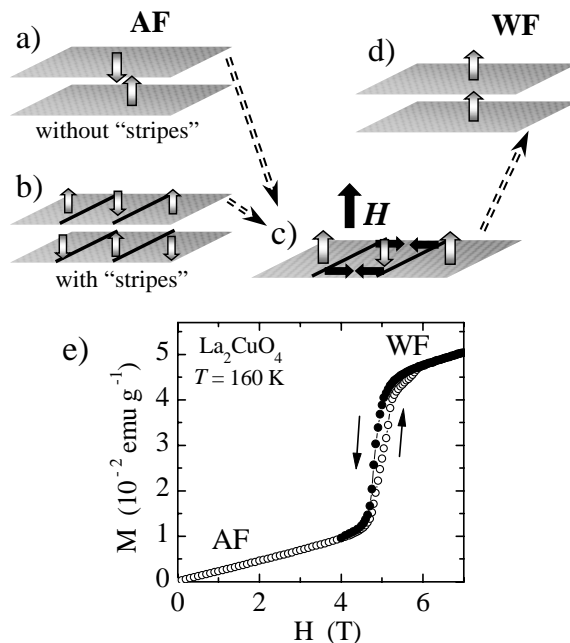 AF
WF
a)
d)
without “stripes”
b)
H
c)
with “stripes”
e)
La₂CuO₄
WF
T = 160 K
M (10⁻² emu g⁻¹)
5
4
3
2
1
0
AF
0 2 4 6
H (T)